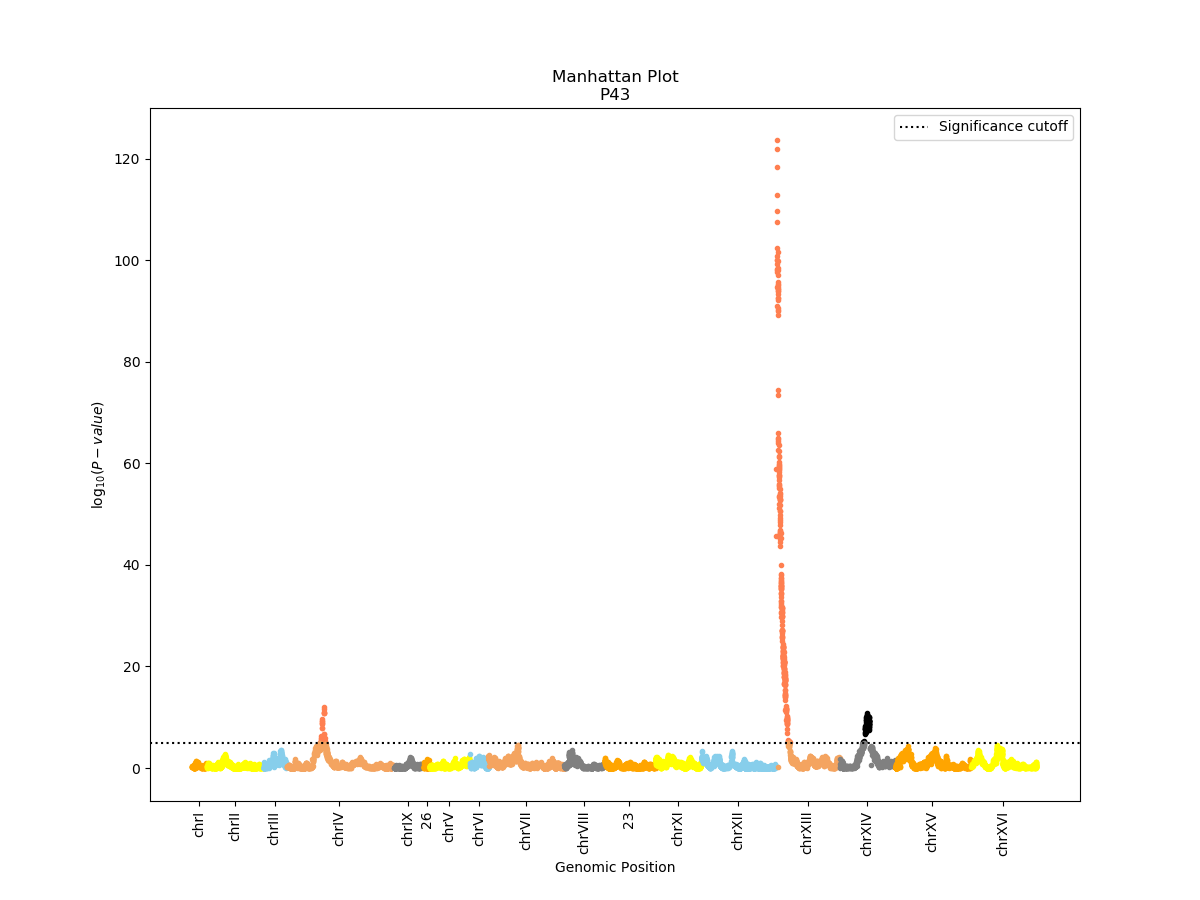 Manhattan Plot
P43
Significance cutoff
120
100
80
60
40
20
0
log10(P − value)
chrI
chrII
chrIII
chrIV
chrIX
26
chrV
chrVI
chrVII
chrVIII
23
chrXI
chrXII
chrXIII
chrXIV
chrXV
chrXVI
Genomic Position